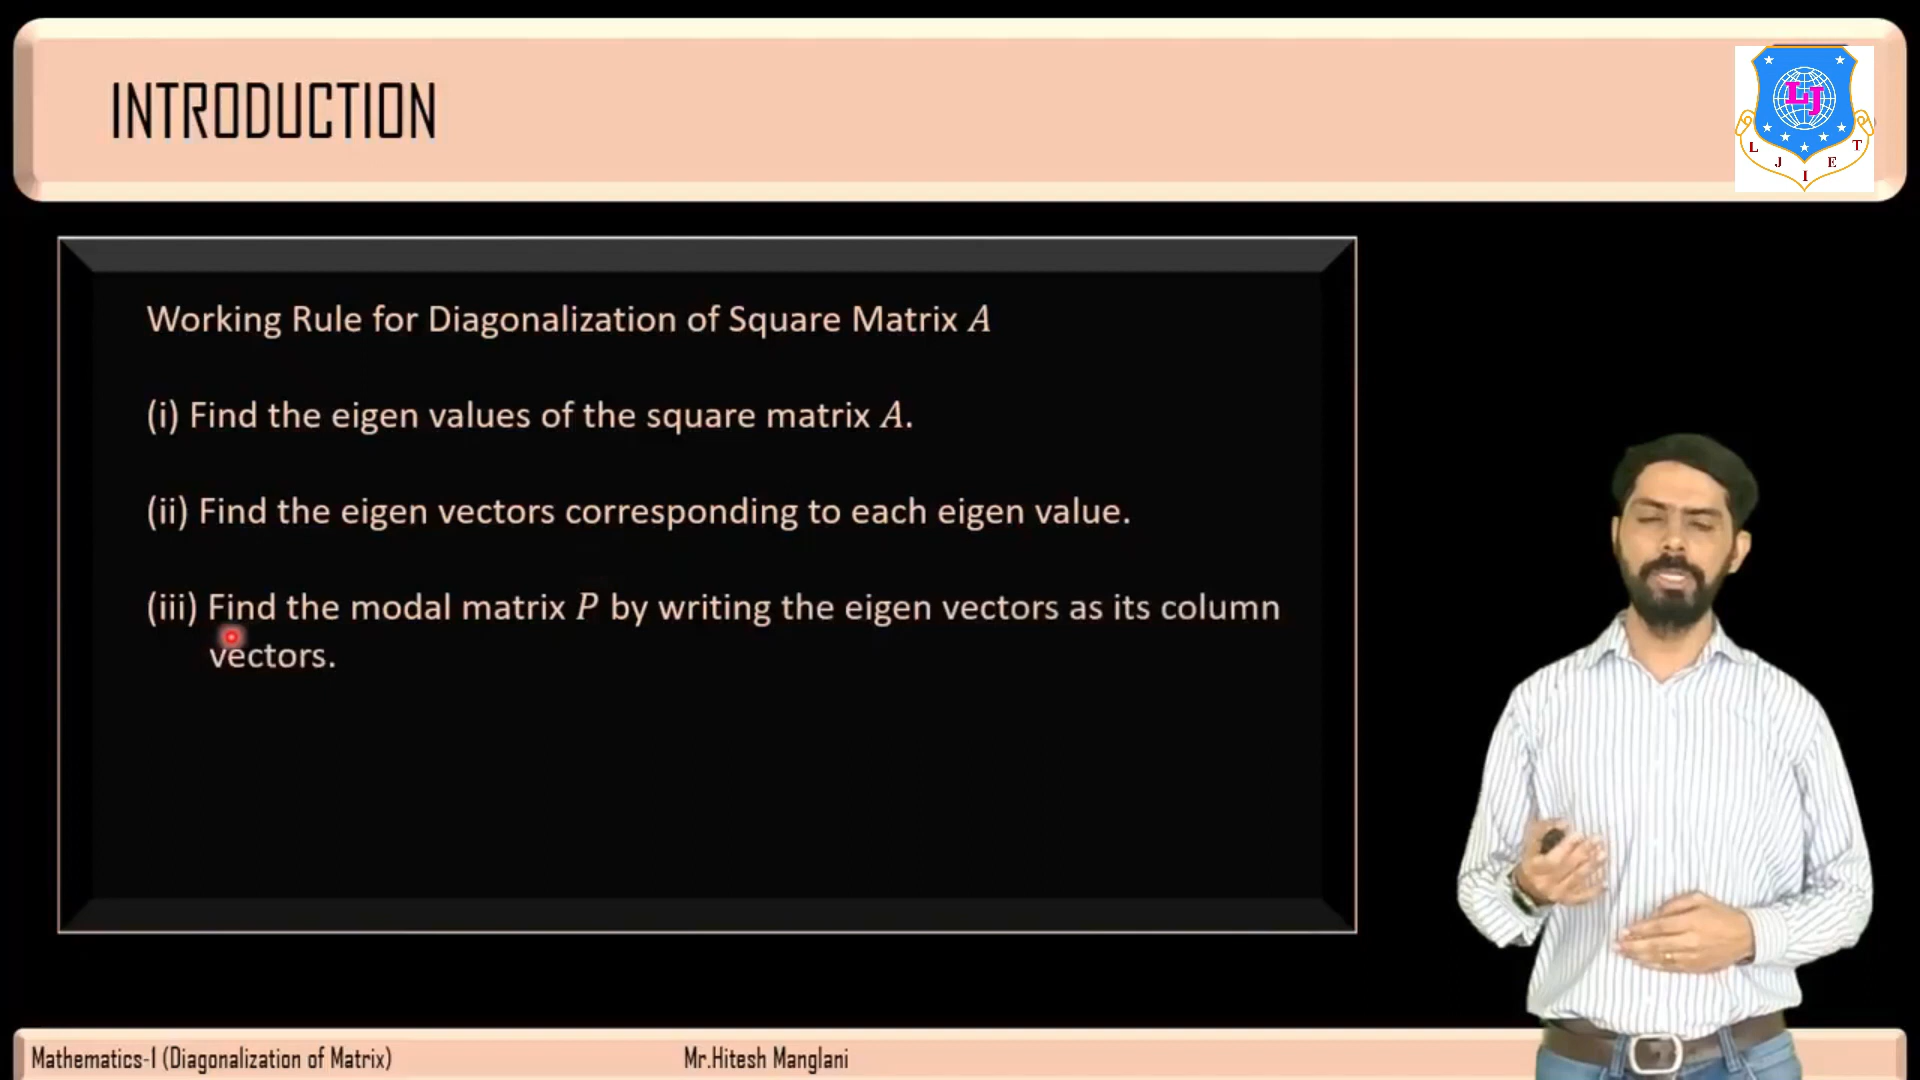 INTRODUCTION
LJ
L J I E T
Working Rule for Diagonalization of Square Matrix A
(i) Find the eigen values of the square matrix A.
(ii) Find the eigen vectors corresponding to each eigen value.
(iii) Find the modal matrix P by writing the eigen vectors as its column
vectors.
Mathematics-I (Diagonalization of Matrix)
Mr.Hitesh Manglani